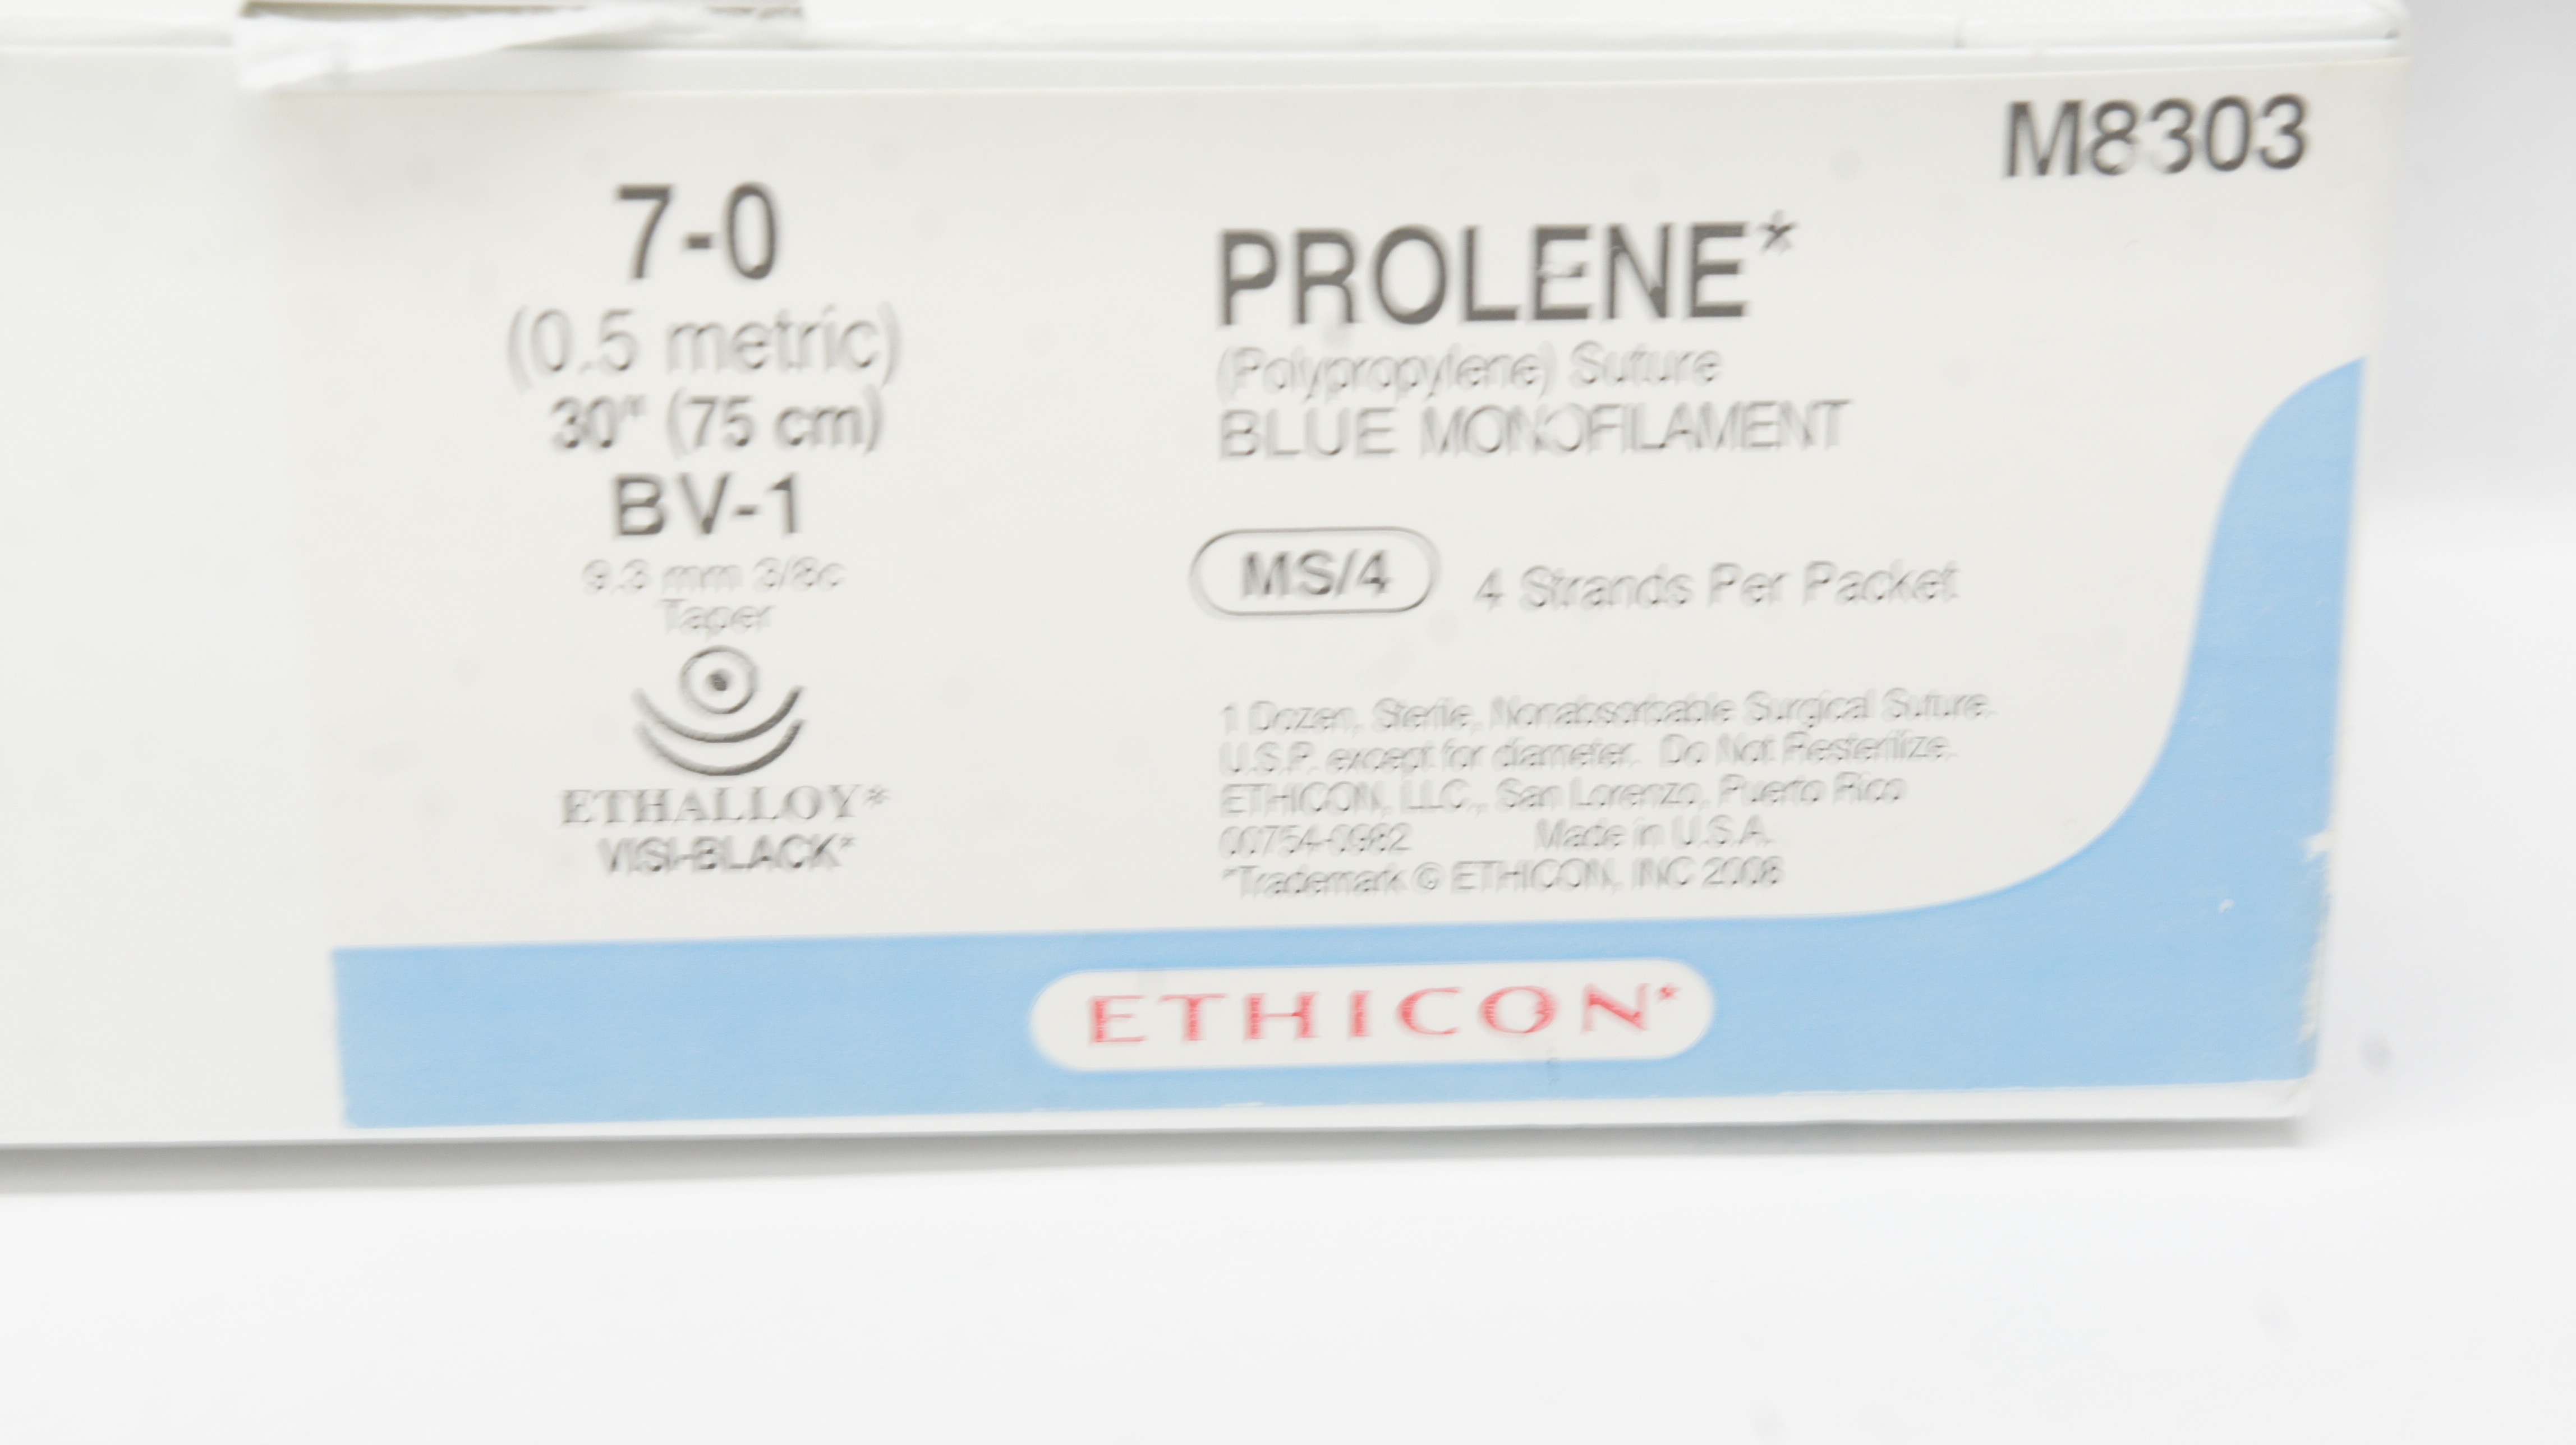 M8303
7-0
(0.5 metric)
30" (75 cm)
BV-1
9.3 mm 3/8c
Taper
ETHALLOY*
VISI-BLACK*
PROLENE*
(Polypropylene) Suture
BLUE MONOFILAMENT
MS/4 4 Strands Per Packet
1 Dozen, Sterile, Nonabsorbable Surgical Suture.
U.S.P. except for diameter. Do Not Resterilize.
ETHICON, LLC., San Lorenzo, Puerto Rico
00754-0982 Made in U.S.A.
*Trademark © ETHICON, INC 2008
ETHICON*